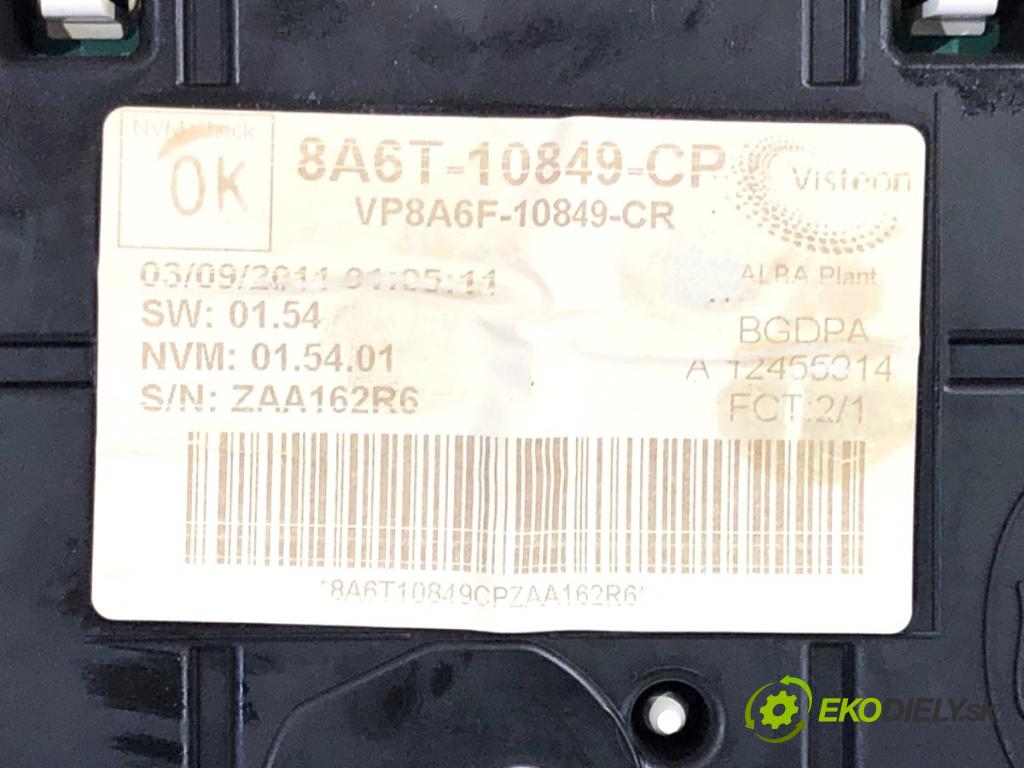 NVM check
OK
8A6T-10849-CP
VP8A6F-10849-CR
Visteon
03/09/2011 01:05:11
SW: 01.54
NVM: 01.54.01
S/N: ZAA162R6
ALBA Plant
BGDPA
A 12455314
FCT:2/1
*8A6T10849CPZAA162R6*
EKODIELY.sk